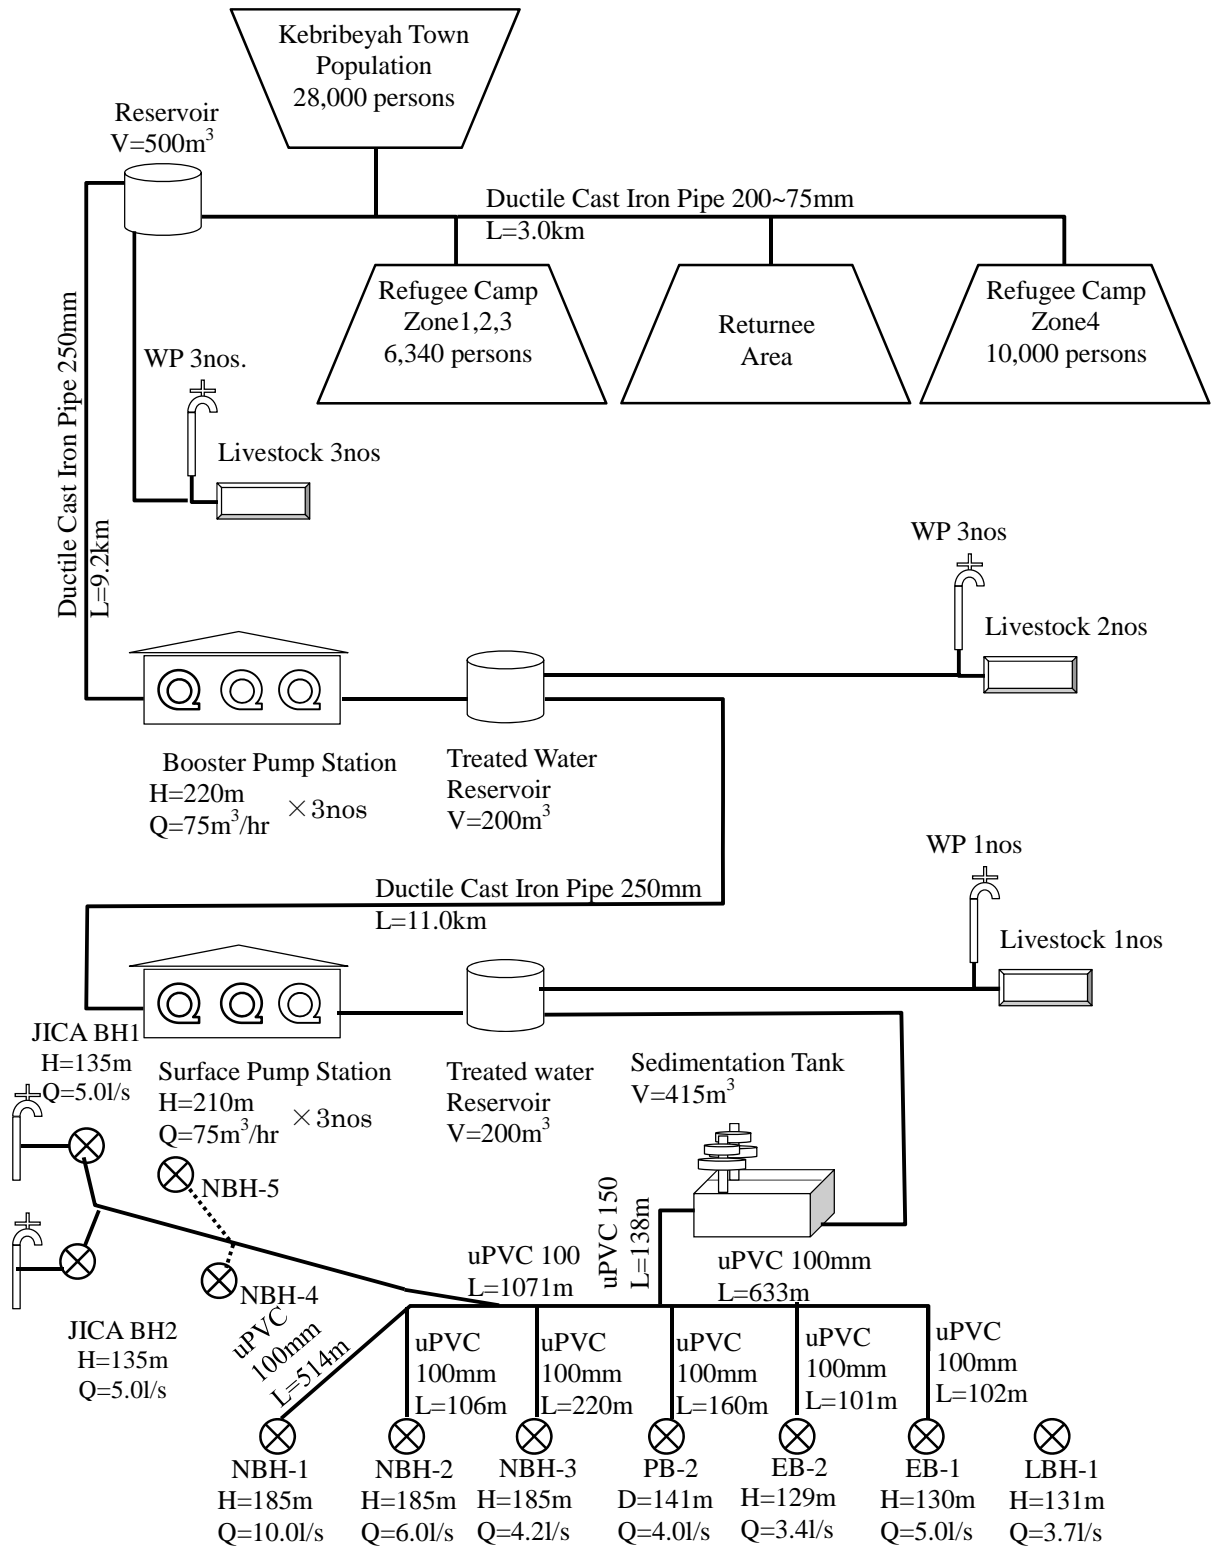 Kebribeyah Town
Population
28,000 persons
Reservoir
V=500m³
Ductile Cast Iron Pipe 200~75mm
L=3.0km
Refugee Camp
Zone1,2,3
6,340 persons
Returnee
Area
Refugee Camp
Zone4
10,000 persons
Ductile Cast Iron Pipe 250mm
L=9.2km
WP 3nos.
Livestock 3nos
WP 3nos
Livestock 2nos
Booster Pump Station
H=220m
Q=75m³/hr
×3nos
Treated Water
Reservoir
V=200m³
WP 1nos
Livestock 1nos
Ductile Cast Iron Pipe 250mm
L=11.0km
JICA BH1
H=135m
Q=5.0l/s
Surface Pump Station
H=210m
Q=75m³/hr
×3nos
Treated water
Reservoir
V=200m³
Sedimentation Tank
V=415m³
NBH-5
NBH-4
JICA BH2
H=135m
Q=5.0l/s
uPVC 100
L=1071m
uPVC 150
L=138m
uPVC 100mm
L=633m
uPVC
100mm
L=514m
uPVC
100mm
L=106m
uPVC
100mm
L=220m
uPVC
100mm
L=160m
uPVC
100mm
L=101m
uPVC
100mm
L=102m
NBH-1
H=185m
Q=10.0l/s
NBH-2
H=185m
Q=6.0l/s
NBH-3
H=185m
Q=4.2l/s
PB-2
D=141m
Q=4.0l/s
EB-2
H=129m
Q=3.4l/s
EB-1
H=130m
Q=5.0l/s
LBH-1
H=131m
Q=3.7l/s